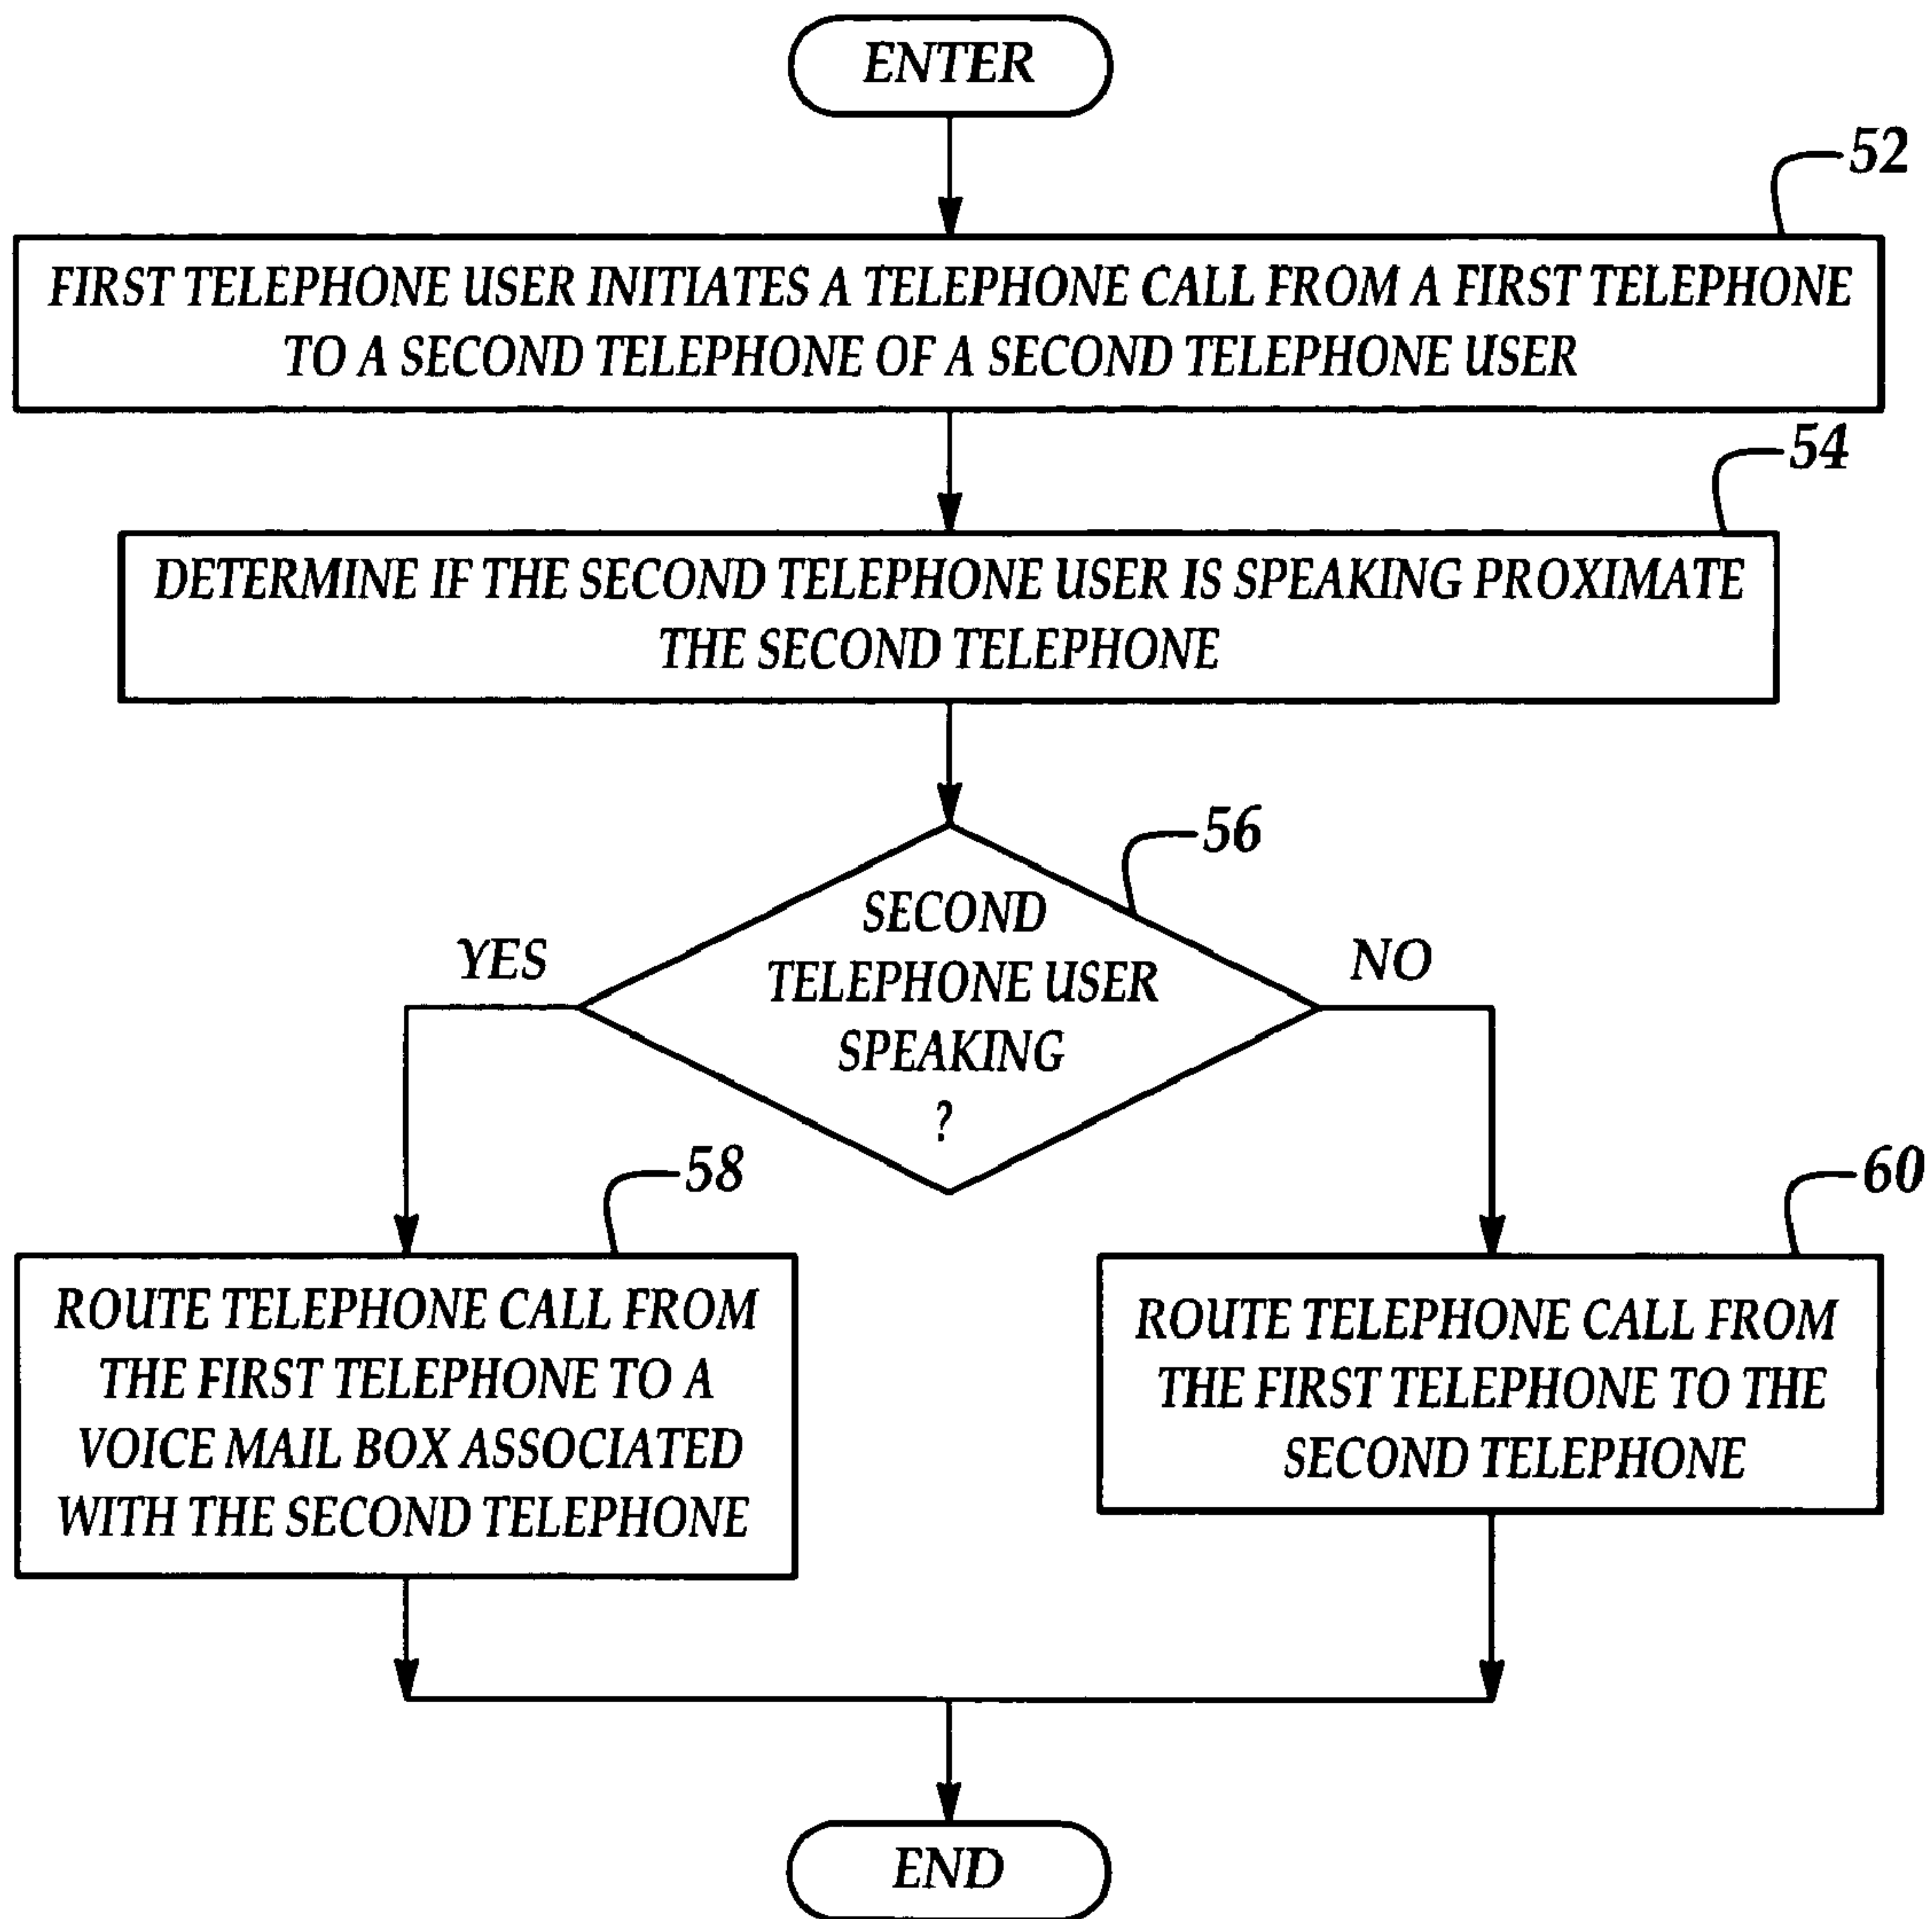 ENTER
52
FIRST TELEPHONE USER INITIATES A TELEPHONE CALL FROM A FIRST TELEPHONE
TO A SECOND TELEPHONE OF A SECOND TELEPHONE USER
54
DETERMINE IF THE SECOND TELEPHONE USER IS SPEAKING PROXIMATE
THE SECOND TELEPHONE
56
SECOND
TELEPHONE USER
SPEAKING
?
YES
NO
58
ROUTE TELEPHONE CALL FROM
THE FIRST TELEPHONE TO A
VOICE MAIL BOX ASSOCIATED
WITH THE SECOND TELEPHONE
60
ROUTE TELEPHONE CALL FROM
THE FIRST TELEPHONE TO THE
SECOND TELEPHONE
END